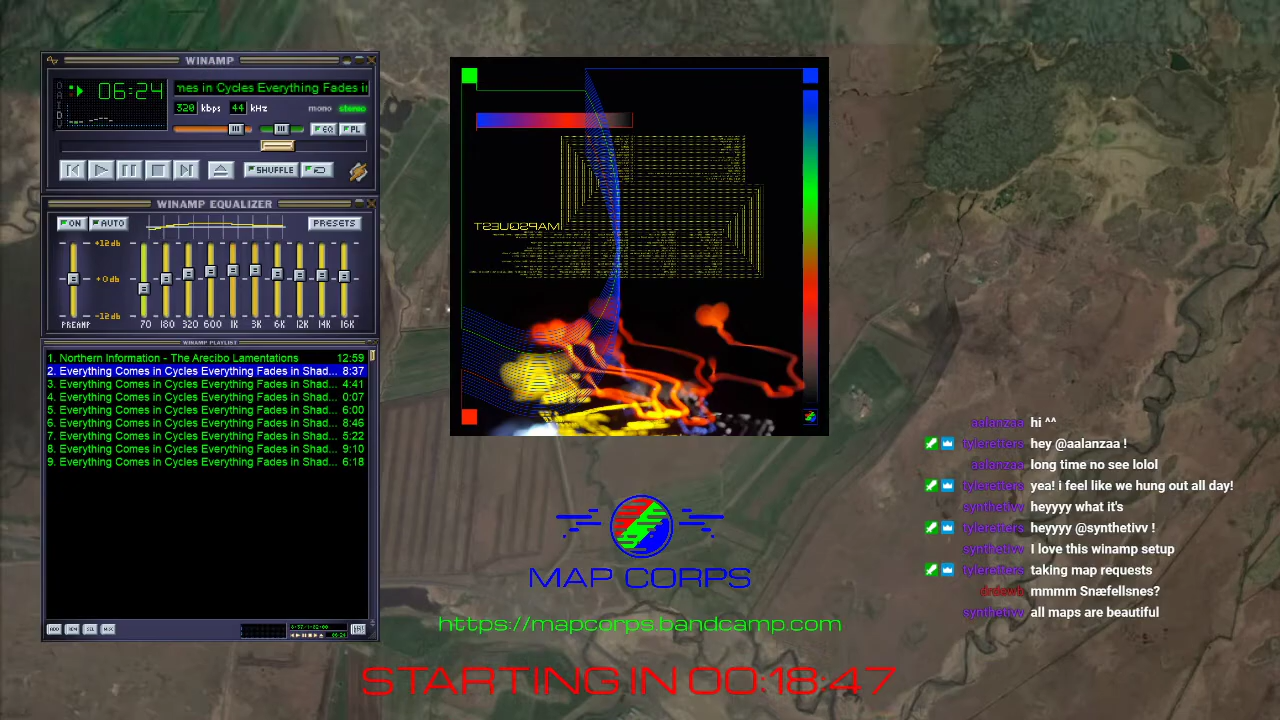 WINAMP
06:24
mes in Cycles Everything Fades in
320 kbps 44 kHz mono stereo
EQ PL
SHUFFLE
WINAMP EQUALIZER
ON AUTO PRESETS
+12db
+0db
-12db
PREAMP 70 180 320 600 1K 3K 6K 12K 14K 16K
WINAMP PLAYLIST
1. Northern Information - The Arecibo Lamentations 12:59
2. Everything Comes in Cycles Everything Fades in Shad... 8:37
3. Everything Comes in Cycles Everything Fades in Shad... 4:41
4. Everything Comes in Cycles Everything Fades in Shad... 0:07
5. Everything Comes in Cycles Everything Fades in Shad... 6:00
6. Everything Comes in Cycles Everything Fades in Shad... 8:46
7. Everything Comes in Cycles Everything Fades in Shad... 5:22
8. Everything Comes in Cycles Everything Fades in Shad... 9:10
9. Everything Comes in Cycles Everything Fades in Shad... 6:18
ADD REM SEL MISC
MAPSQUEST
MAP CORPS
https://mapcorps.bandcamp.com
STARTING IN 00:18:47
aalanzaa hi ^^
tyleretters hey @aalanzaa !
aalanzaa long time no see lolol
tyleretters yea! i feel like we hung out all day!
synthetivv heyyyy what it's
tyleretters heyyyy @synthetivv !
synthetivv I love this winamp setup
tyleretters taking map requests
mmmm Snæfellsnes?
synthetivv all maps are beautiful